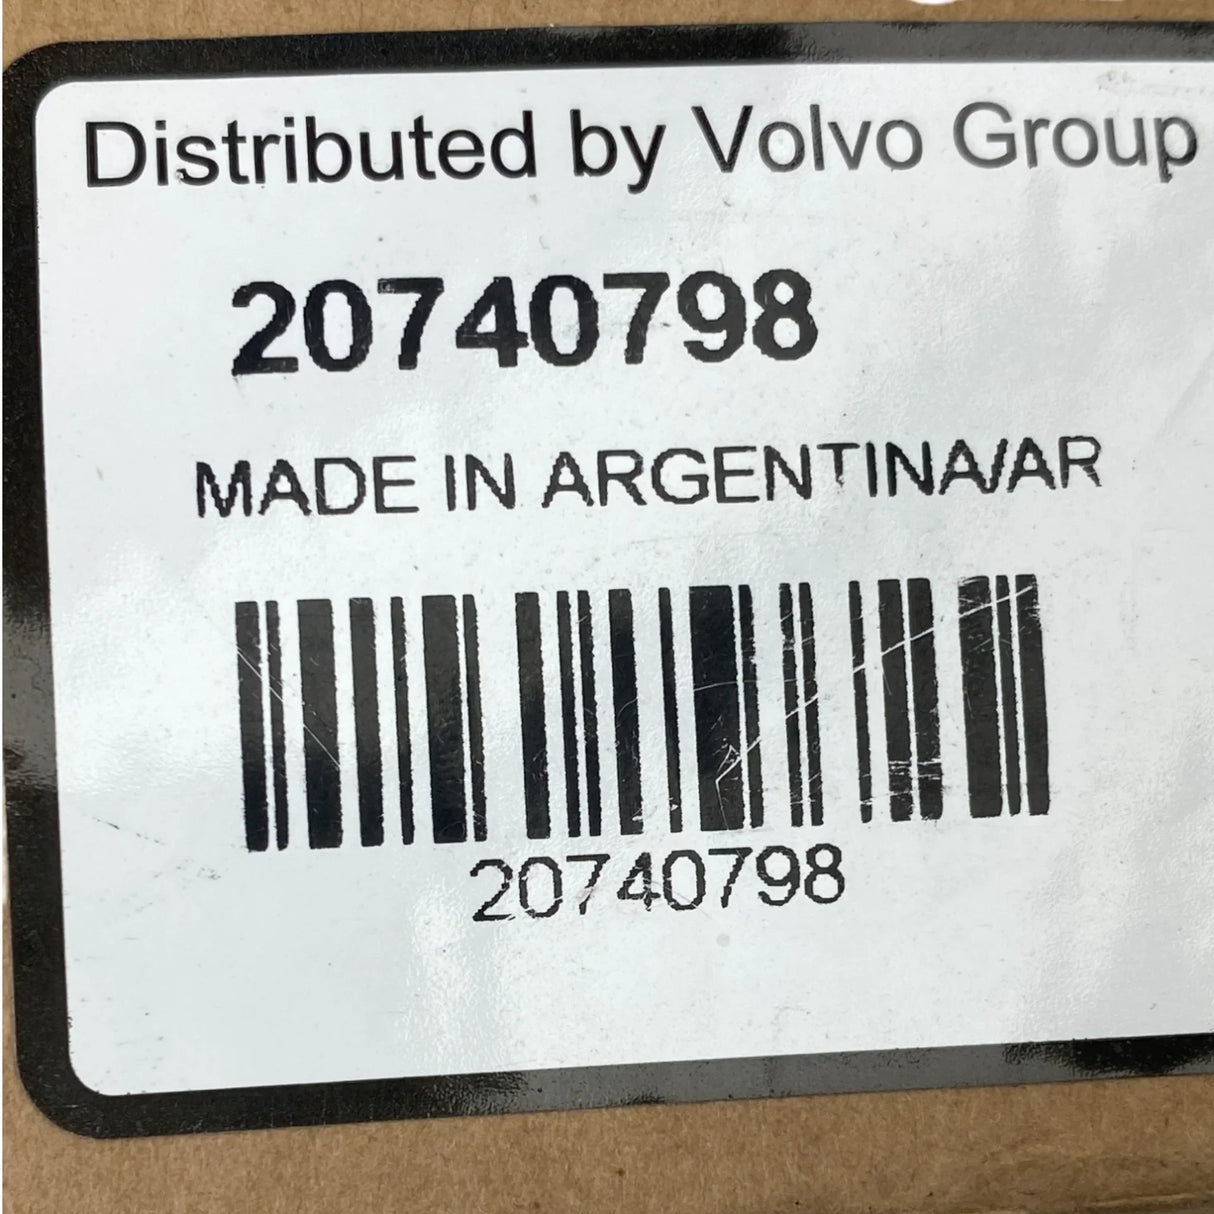 Distributed by Volvo Group
20740798
MADE IN ARGENTINA/AR
20740798